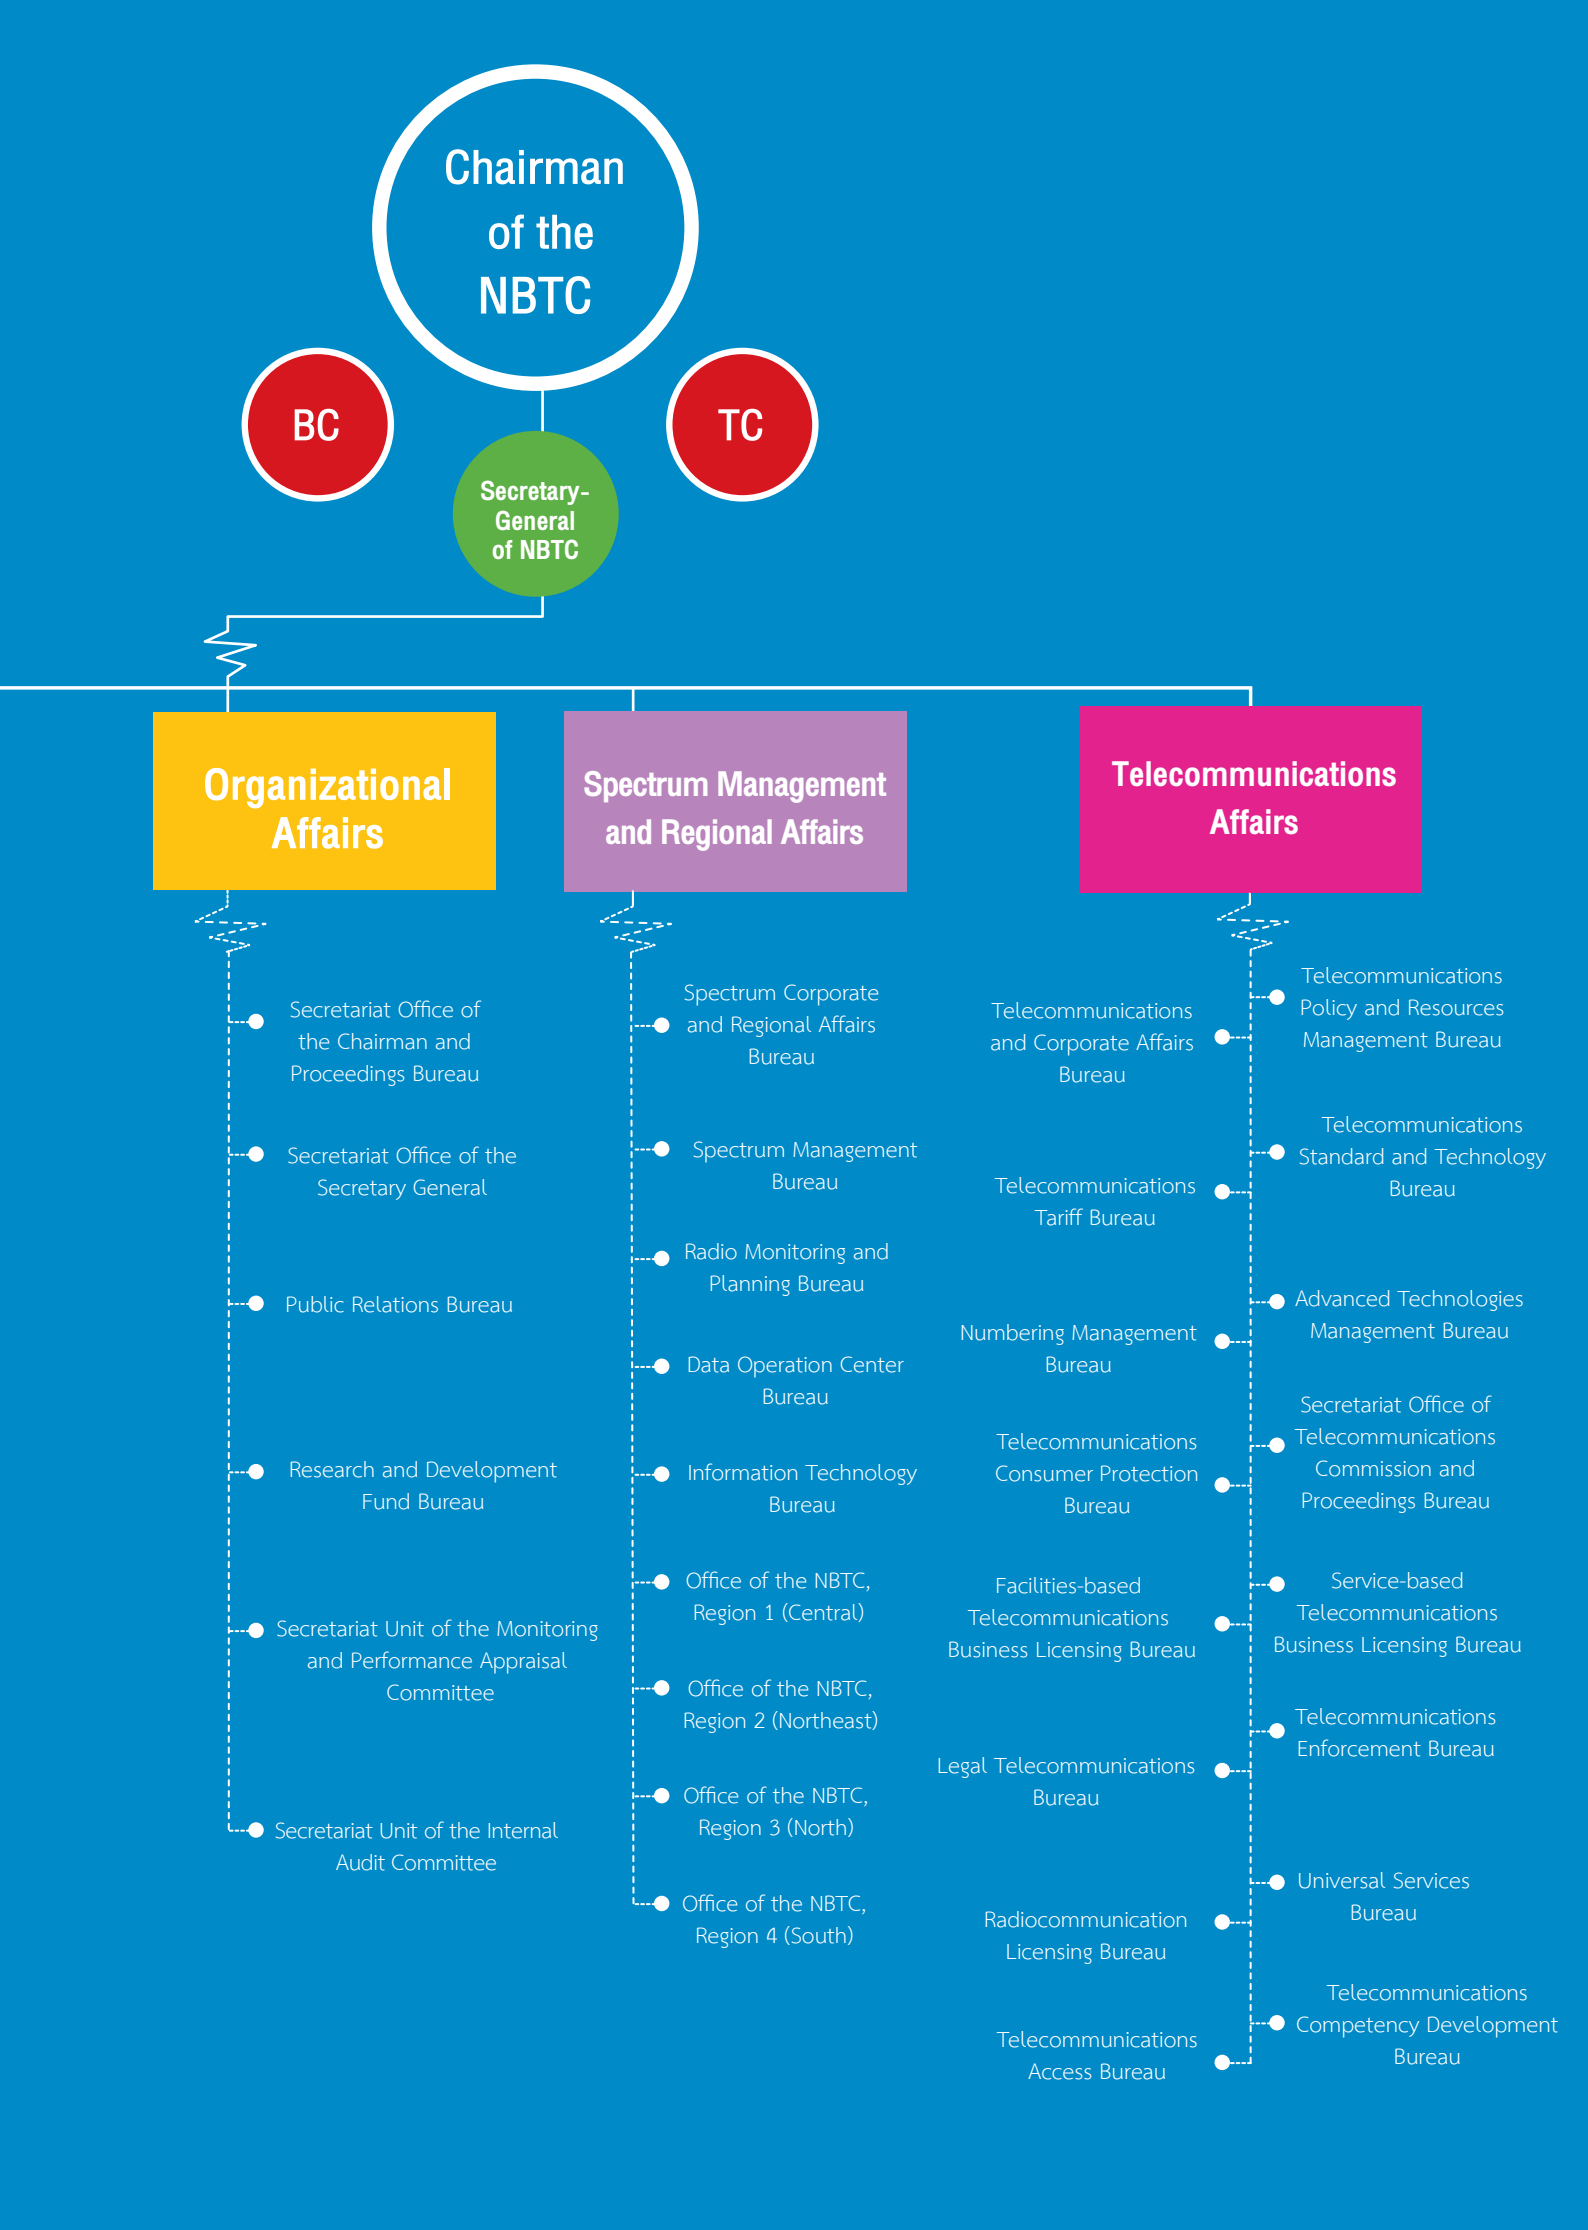 Chairman
of the
NBTC
BC
TC
Secretary-
General
of NBTC
Organizational
Affairs
Secretariat Office of
the Chairman and
Proceedings Bureau
Secretariat Office of the
Secretary General
Public Relations Bureau
Research and Development
Fund Bureau
Secretariat Unit of the Monitoring
and Performance Appraisal
Committee
Secretariat Unit of the Internal
Audit Committee
Spectrum Management
and Regional Affairs
Spectrum Corporate
and Regional Affairs
Bureau
Spectrum Management
Bureau
Radio Monitoring and
Planning Bureau
Data Operation Center
Bureau
Information Technology
Bureau
Office of the NBTC,
Region 1 (Central)
Office of the NBTC,
Region 2 (Northeast)
Office of the NBTC,
Region 3 (North)
Office of the NBTC,
Region 4 (South)
Telecommunications
Affairs
Telecommunications
and Corporate Affairs
Bureau
Telecommunications
Tariff Bureau
Numbering Management
Bureau
Telecommunications
Consumer Protection
Bureau
Facilities-based
Telecommunications
Business Licensing Bureau
Legal Telecommunications
Bureau
Radiocommunication
Licensing Bureau
Telecommunications
Access Bureau
Telecommunications
Policy and Resources
Management Bureau
Telecommunications
Standard and Technology
Bureau
Advanced Technologies
Management Bureau
Secretariat Office of
Telecommunications
Commission and
Proceedings Bureau
Service-based
Telecommunications
Business Licensing Bureau
Telecommunications
Enforcement Bureau
Universal Services
Bureau
Telecommunications
Competency Development
Bureau